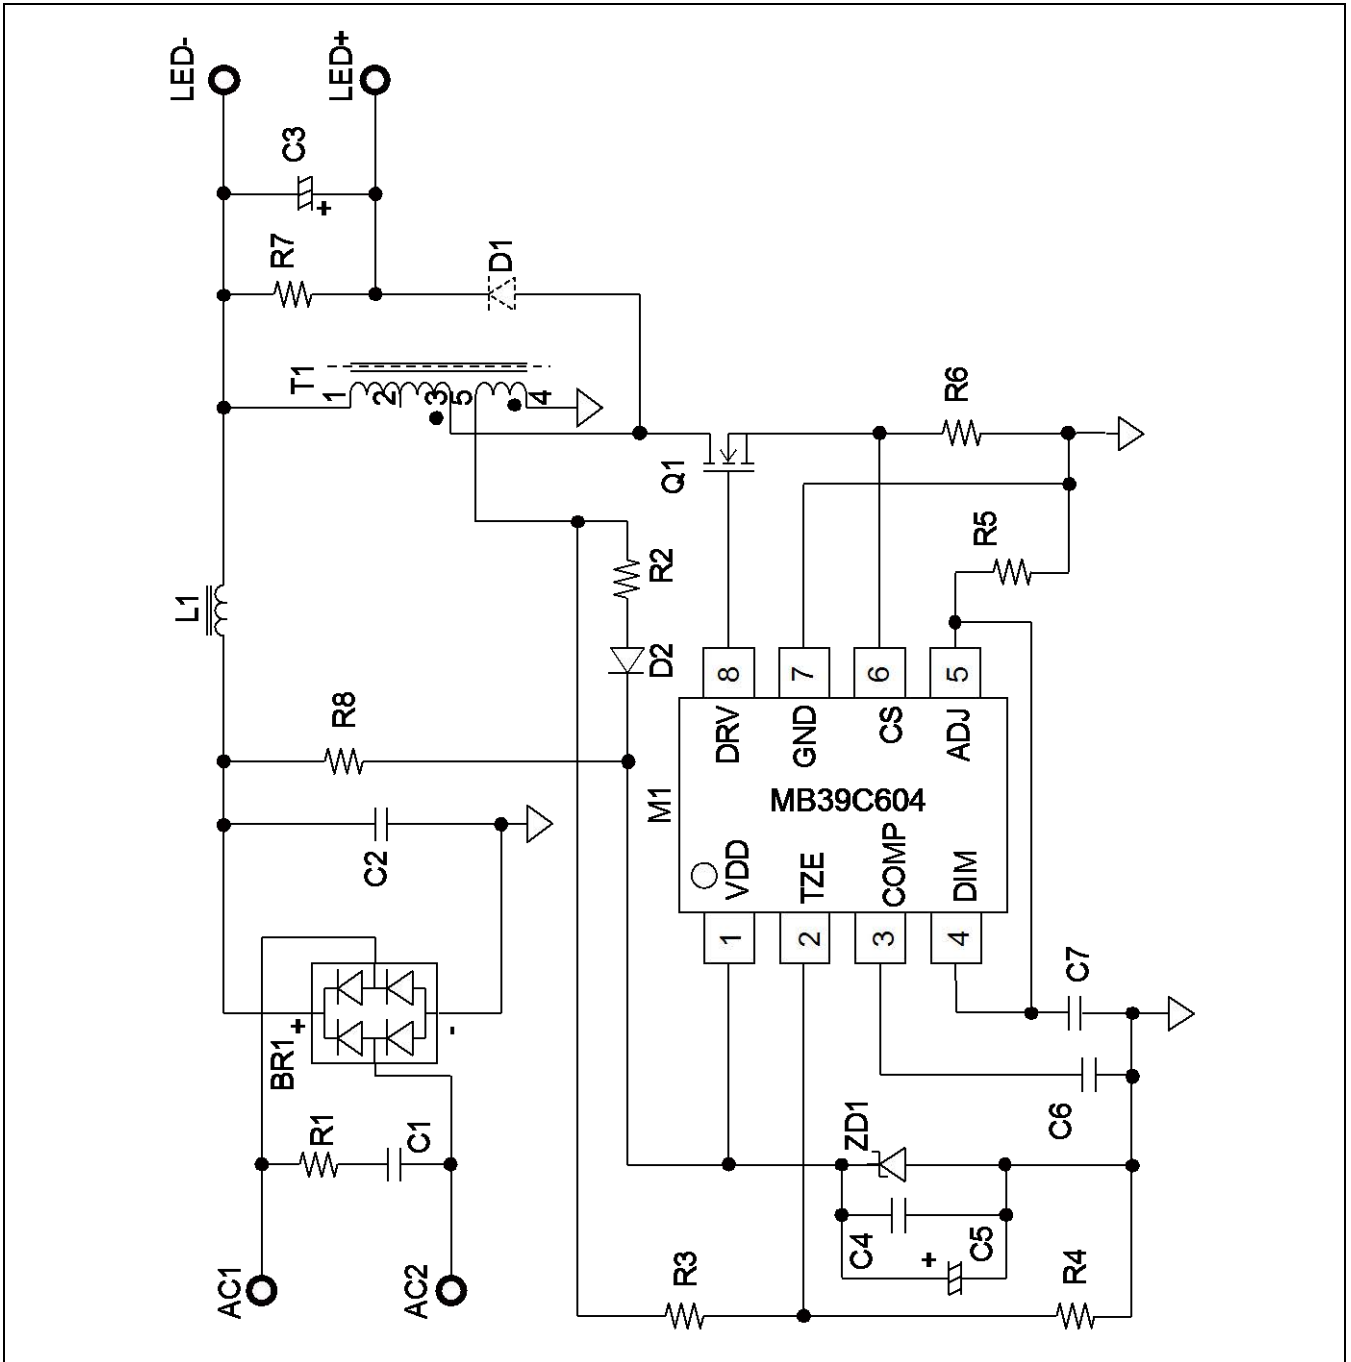 LED-
LED+
C3
R7
D1
T1
1
2
3
5
4
R6
Q1
R5
R2
L1
D2
R8
8
7
6
5
DRV
GND
CS
ADJ
M1
MB39C604
VDD
TZE
COMP
DIM
C2
1
2
3
4
C7
+
-
BR1
R1
C1
ZD1
C6
C4
+
C5
R3
R4
AC1
AC2
+